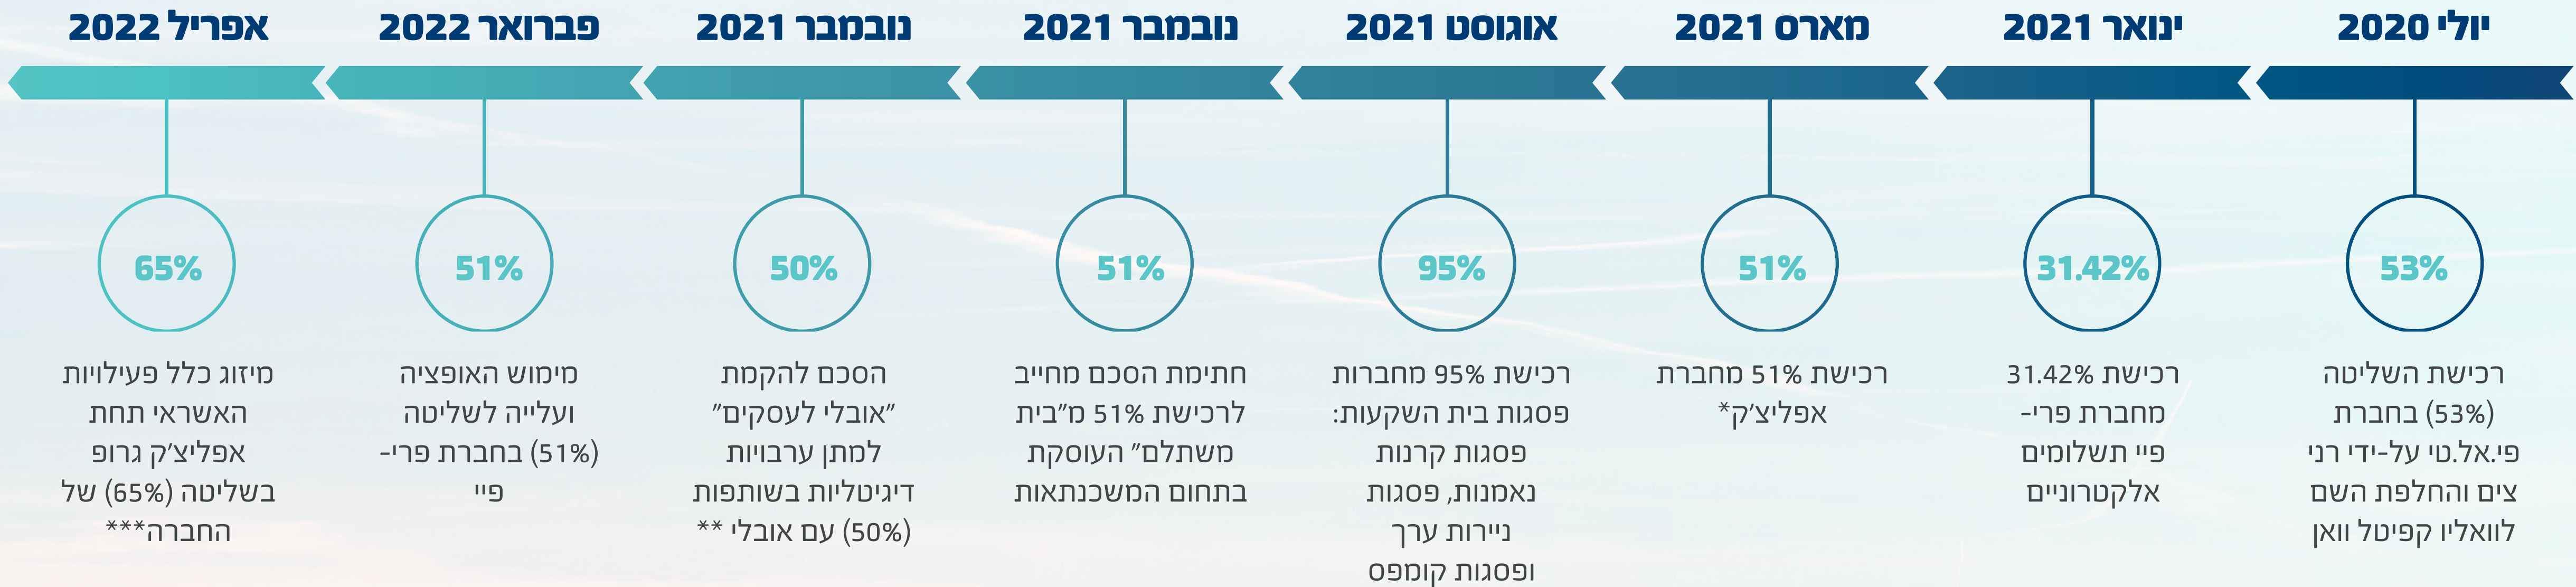 יולי 2020
53%
רכישת השליטה
(53%) בחברת
פי.אל.טי על-ידי רני
צים והחלפת השם
לוואליו קפיטל וואן
ינואר 2021
31.42%
רכישת 31.42%
מחברת פרי-
פיי תשלומים
אלקטרוניים
מארס 2021
51%
רכישת 51% מחברת
אפליצ'ק*
אוגוסט 2021
95%
רכישת 95% מחברות
פסגות בית השקעות:
פסגות קרנות
נאמנות, פסגות
ניירות ערך
ופסגות קומפס
נובמבר 2021
51%
חתימת הסכם מחייב
לרכישת 51% מ"בית
משתלם" העוסקת
בתחום המשכנתאות
נובמבר 2021
50%
הסכם להקמת
"אובלי לעסקים"
למתן ערבויות
דיגיטליות בשותפות
(50%) עם אובלי **
פברואר 2022
51%
מימוש האופציה
ועלייה לשליטה
(51%) בחברת פרי-
פיי
אפריל 2022
65%
מיזוג כלל פעילויות
האשראי תחת
אפליצ'ק גרופ
בשליטה (65%) של
החברה***